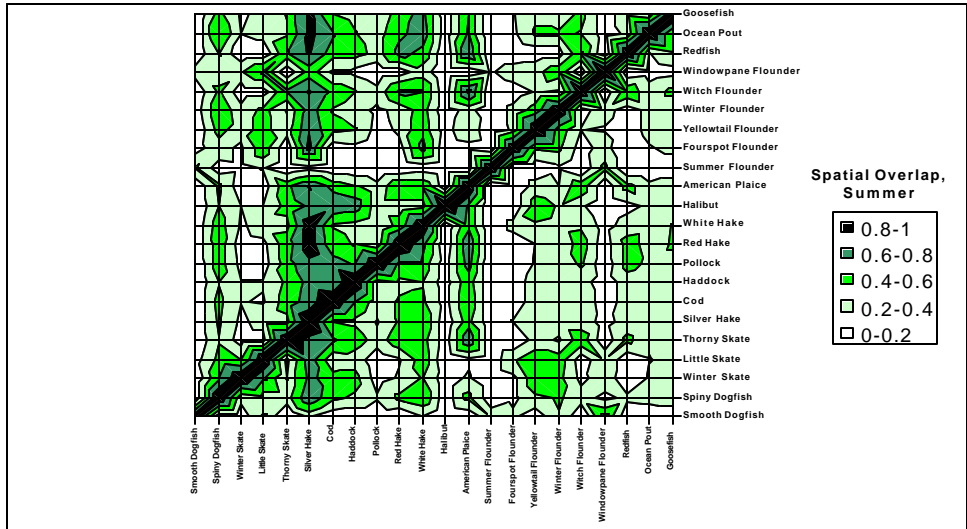 Goosefish
Ocean Pout
Redfish
Windowpane Flounder
Witch Flounder
Winter Flounder
Yellowtail Flounder
Fourspot Flounder
Summer Flounder
American Plaice
Halibut
White Hake
Red Hake
Pollock
Haddock
Cod
Silver Hake
Thorny Skate
Little Skate
Winter Skate
Spiny Dogfish
Smooth Dogfish
Spatial Overlap,
Summer
0.8-1
0.6-0.8
0.4-0.6
0.2-0.4
0-0.2
Smooth Dogfish
Spiny Dogfish
Winter Skate
Little Skate
Thorny Skate
Silver Hake
Cod
Haddock
Pollock
Red Hake
White Hake
Halibut
American Plaice
Summer Flounder
Fourspot Flounder
Yellowtail Flounder
Winter Flounder
Witch Flounder
Windowpane Flounder
Redfish
Ocean Pout
Goosefish